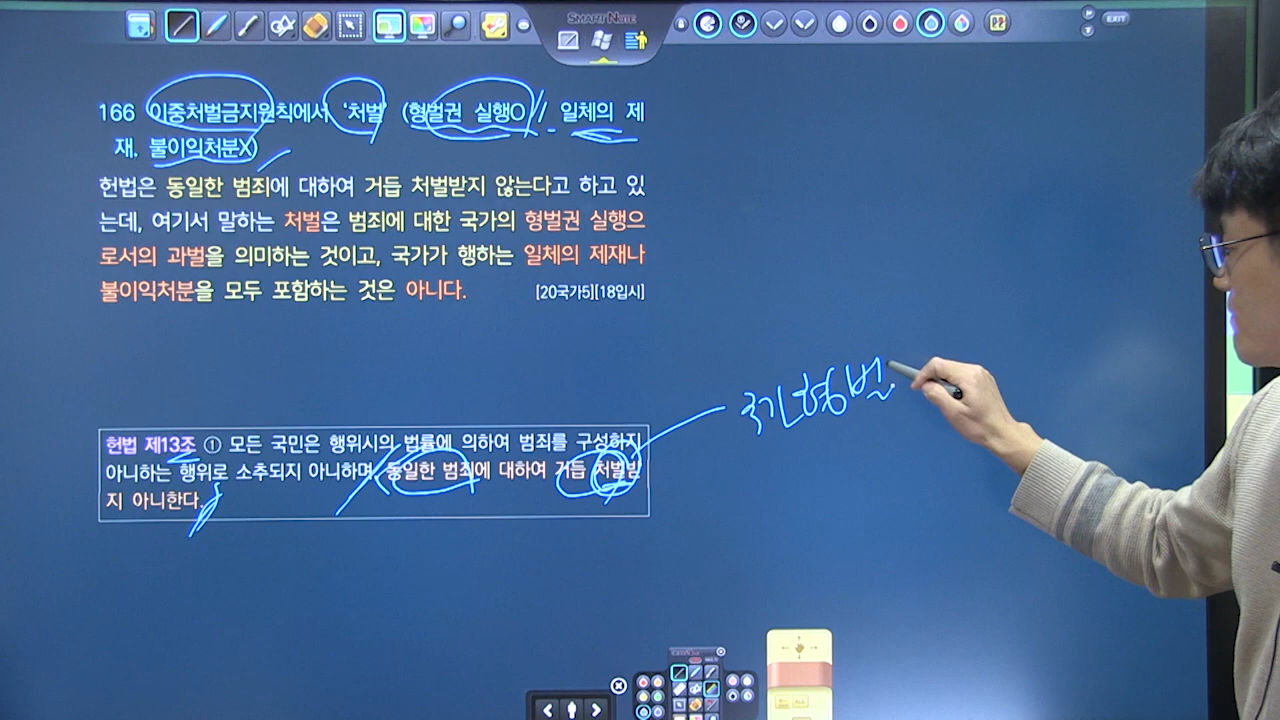 SMART NOTE
EXIT
166 이중처벌금지원칙에서 '처벌' (형벌권 실행O // 일체의 제
재. 불이익처분X)
헌법은 동일한 범죄에 대하여 거듭 처벌받지 않는다고 하고 있
는데, 여기서 말하는 처벌은 범죄에 대한 국가의 형벌권 실행으
로서의 과벌을 의미하는 것이고, 국가가 행하는 일체의 제재나
불이익처분을 모두 포함하는 것은 아니다. [20국가5][18입시]
국가 형벌
헌법 제13조 ① 모든 국민은 행위시의 법률에 의하여 범죄를 구성하지
아니하는 행위로 소추되지 아니하며, 동일한 범죄에 대하여 거듭 처벌받
지 아니한다.